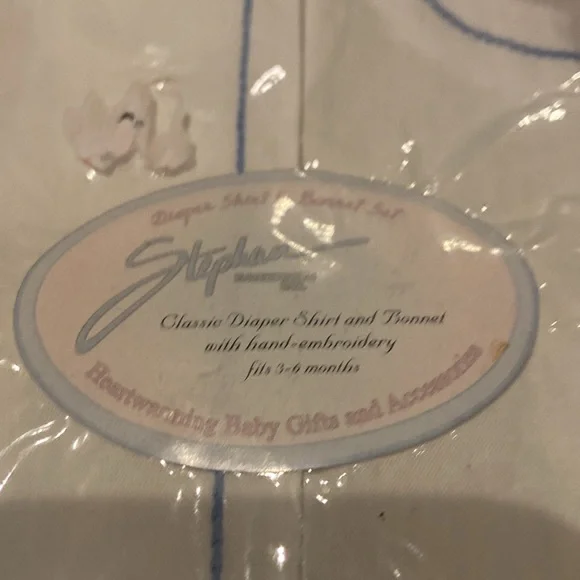 Diaper Shirt & Bonnet Set
Stephan
Classic Diaper Shirt and Bonnet
with hand-embroidery
fits 3-6 months
Heartwarming Baby Gifts and Accessories